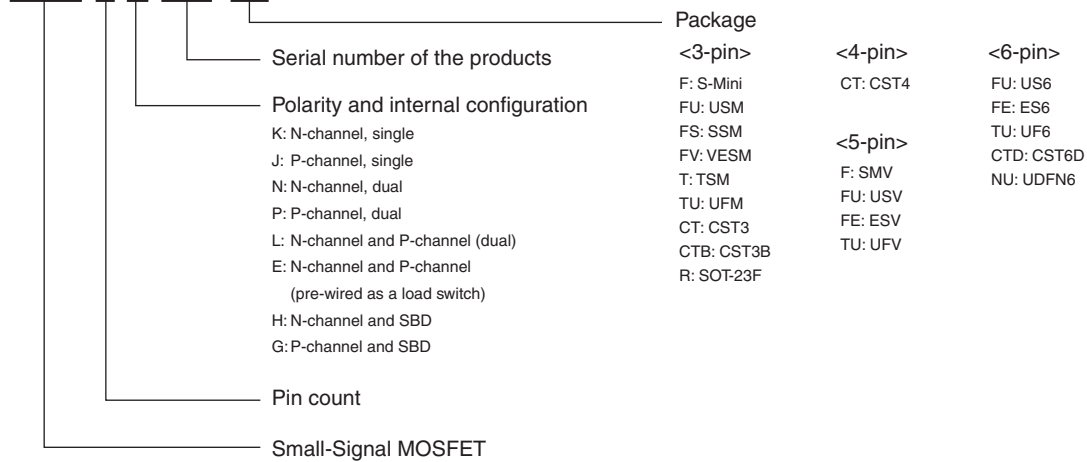 Package
<3-pin>
F: S-Mini
FU: USM
FS: SSM
FV: VESM
T: TSM
TU: UFM
CT: CST3
CTB: CST3B
R: SOT-23F
<4-pin>
CT: CST4
<5-pin>
F: SMV
FU: USV
FE: ESV
TU: UFV
<6-pin>
FU: US6
FE: ES6
TU: UF6
CTD: CST6D
NU: UDFN6
Serial number of the products
Polarity and internal configuration
K: N-channel, single
J: P-channel, single
N: N-channel, dual
P: P-channel, dual
L: N-channel and P-channel (dual)
E: N-channel and P-channel
(pre-wired as a load switch)
H: N-channel and SBD
G: P-channel and SBD
Pin count
Small-Signal MOSFET